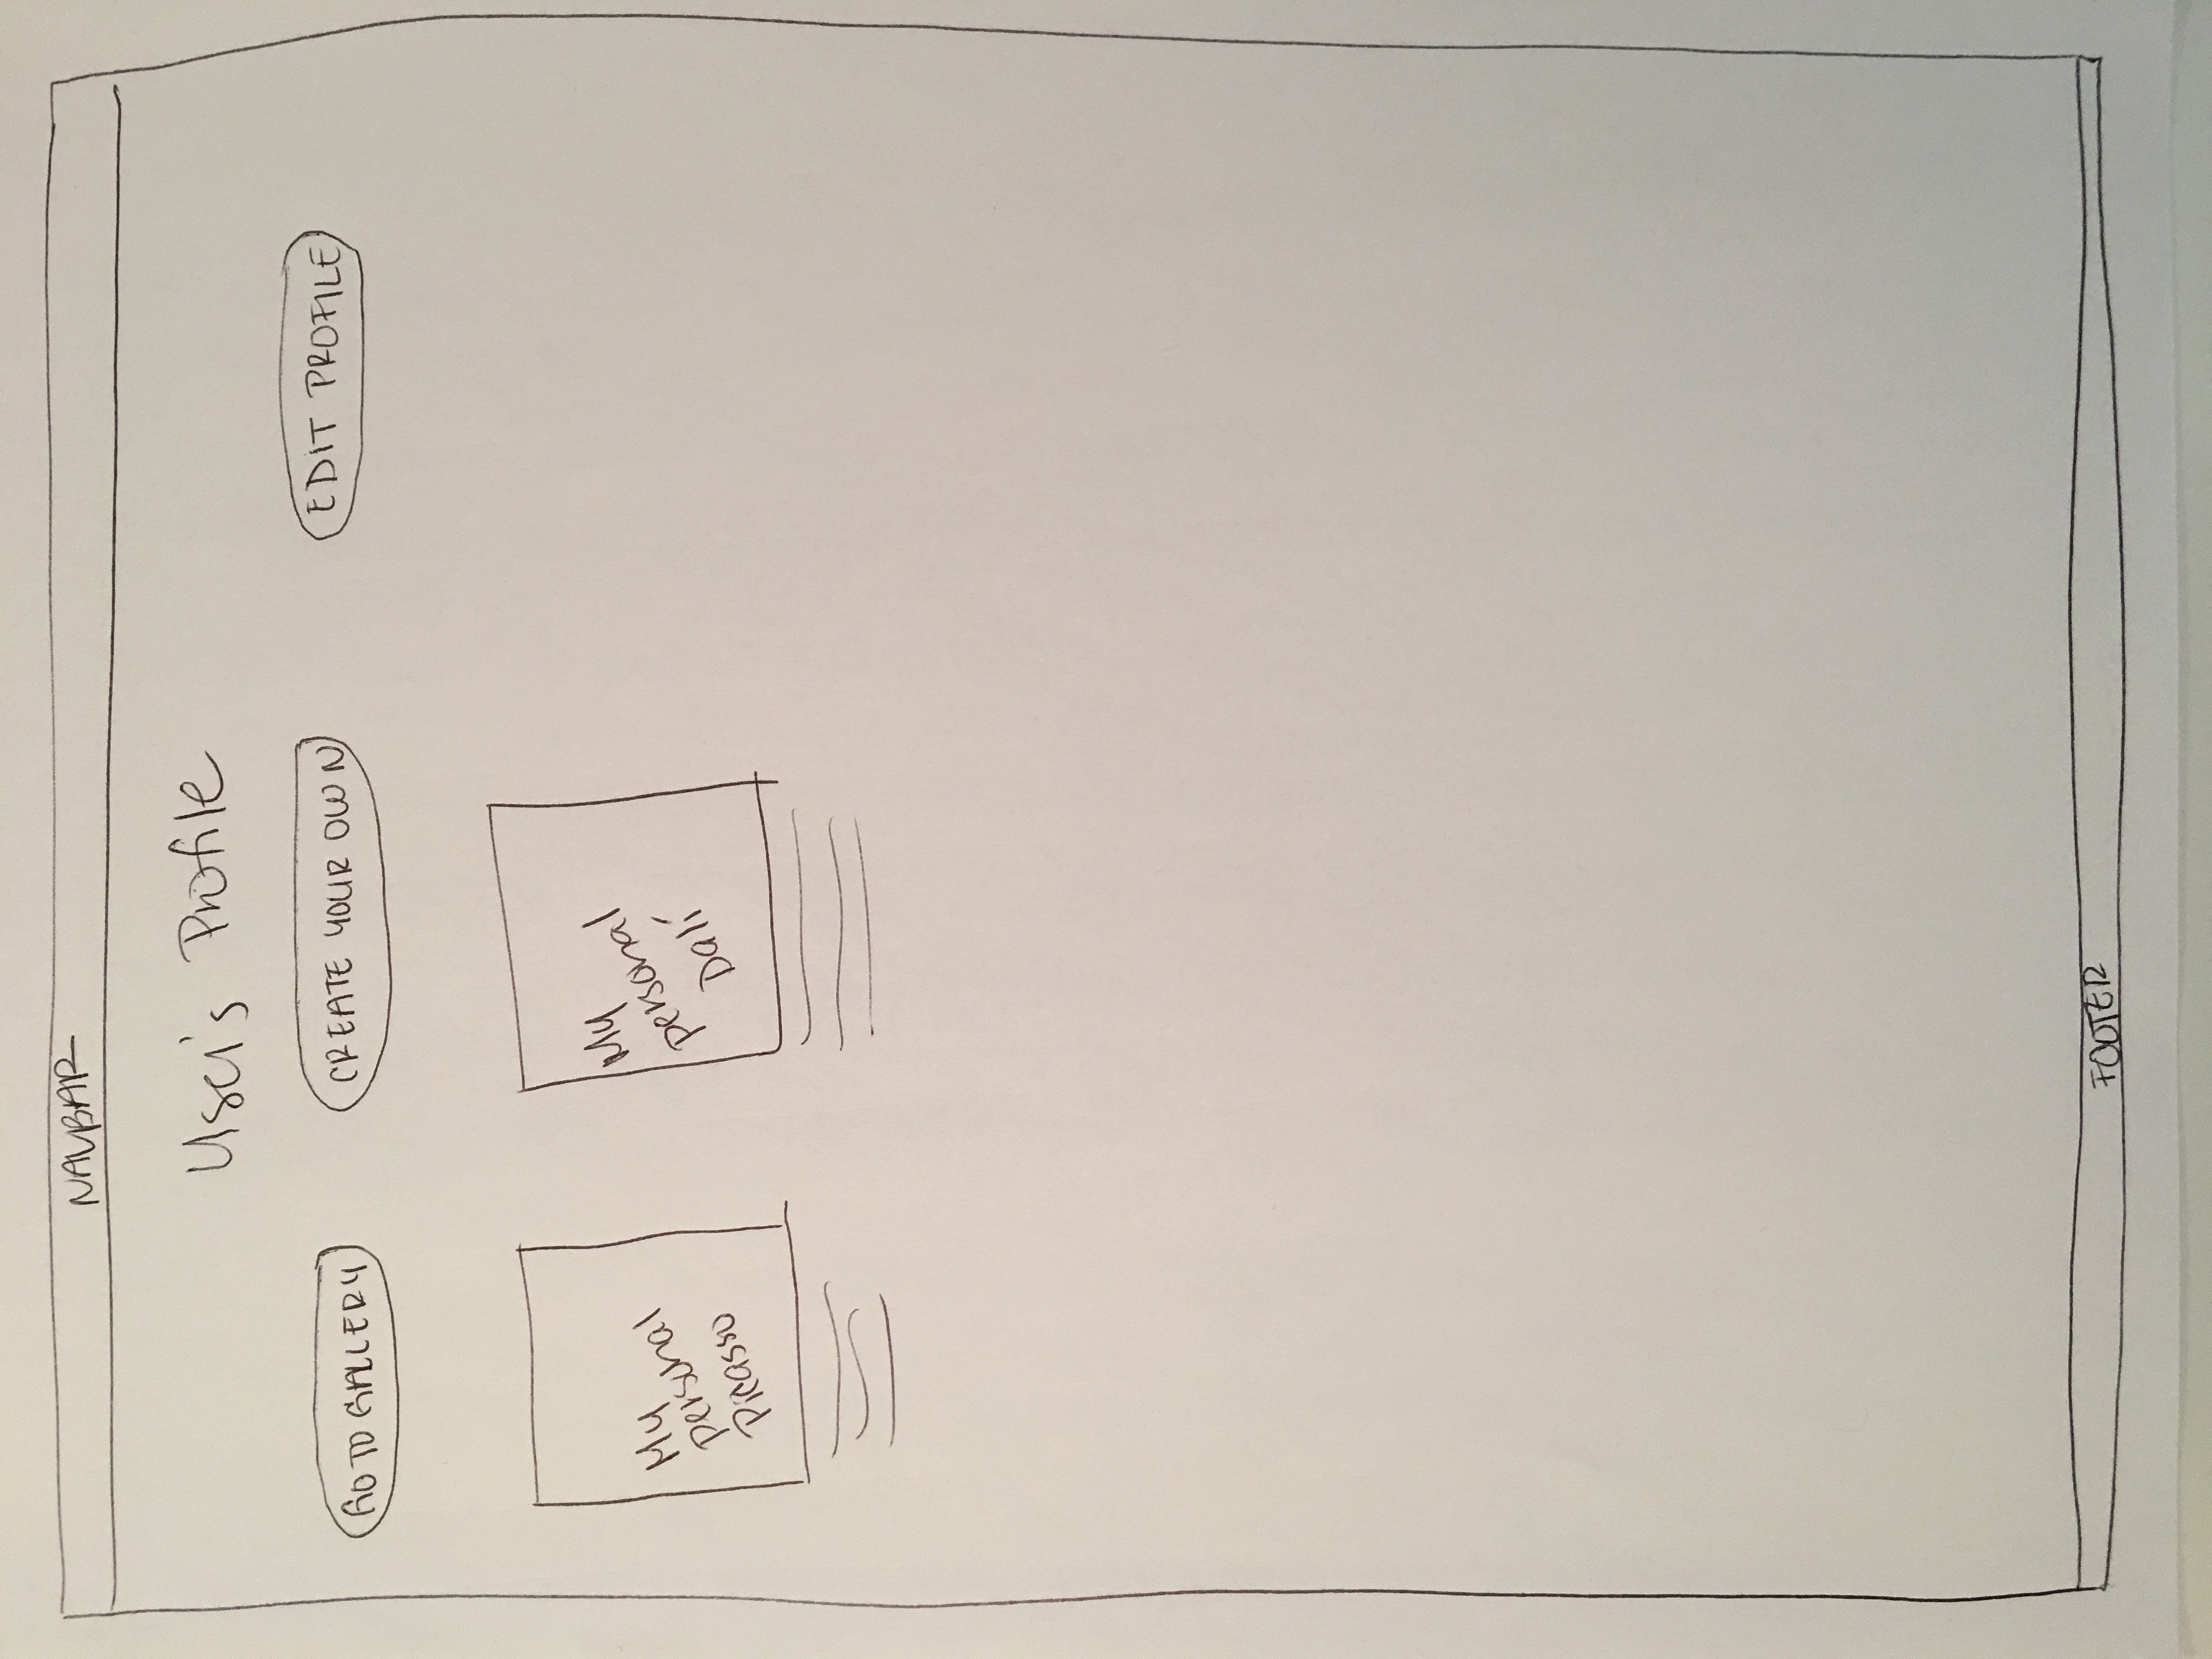 NAVBAR
User's Profile
GO TO GALLERY
CREATE YOUR OWN
EDIT PROFILE
My
personal
Picasso
My
personal
Dalí
FOOTER